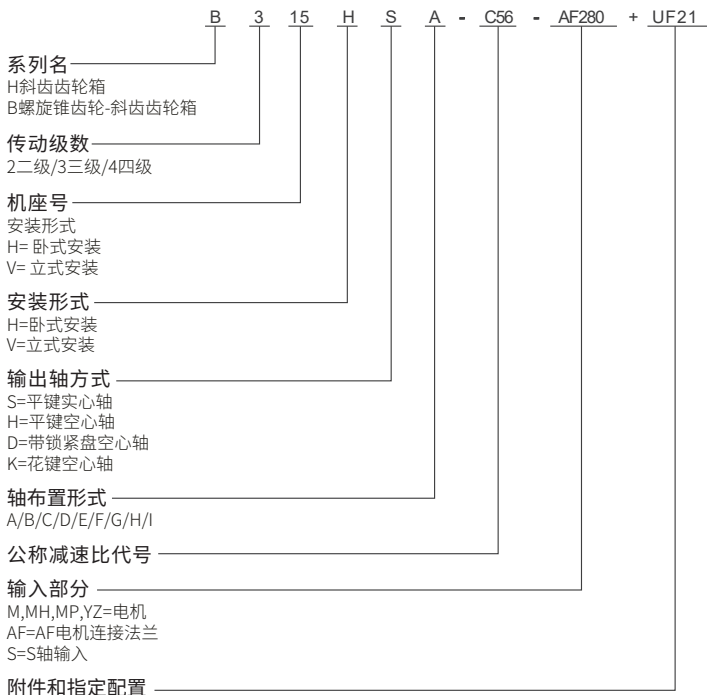 B 3 15 H S A - C56 - AF280 + UF21
系列名
H斜齿齿轮箱
B螺旋锥齿轮-斜齿齿轮箱
传动级数
2二级/3三级/4四级
机座号
安装形式
H= 卧式安装
V= 立式安装
安装形式
H=卧式安装
V=立式安装
输出轴方式
S=平键实心轴
H=平键空心轴
D=带锁紧盘空心轴
K=花键空心轴
轴布置形式
A/B/C/D/E/F/G/H/I
公称减速比代号
输入部分
M,MH,MP,YZ=电机
AF=AF电机连接法兰
S=S轴输入
附件和指定配置